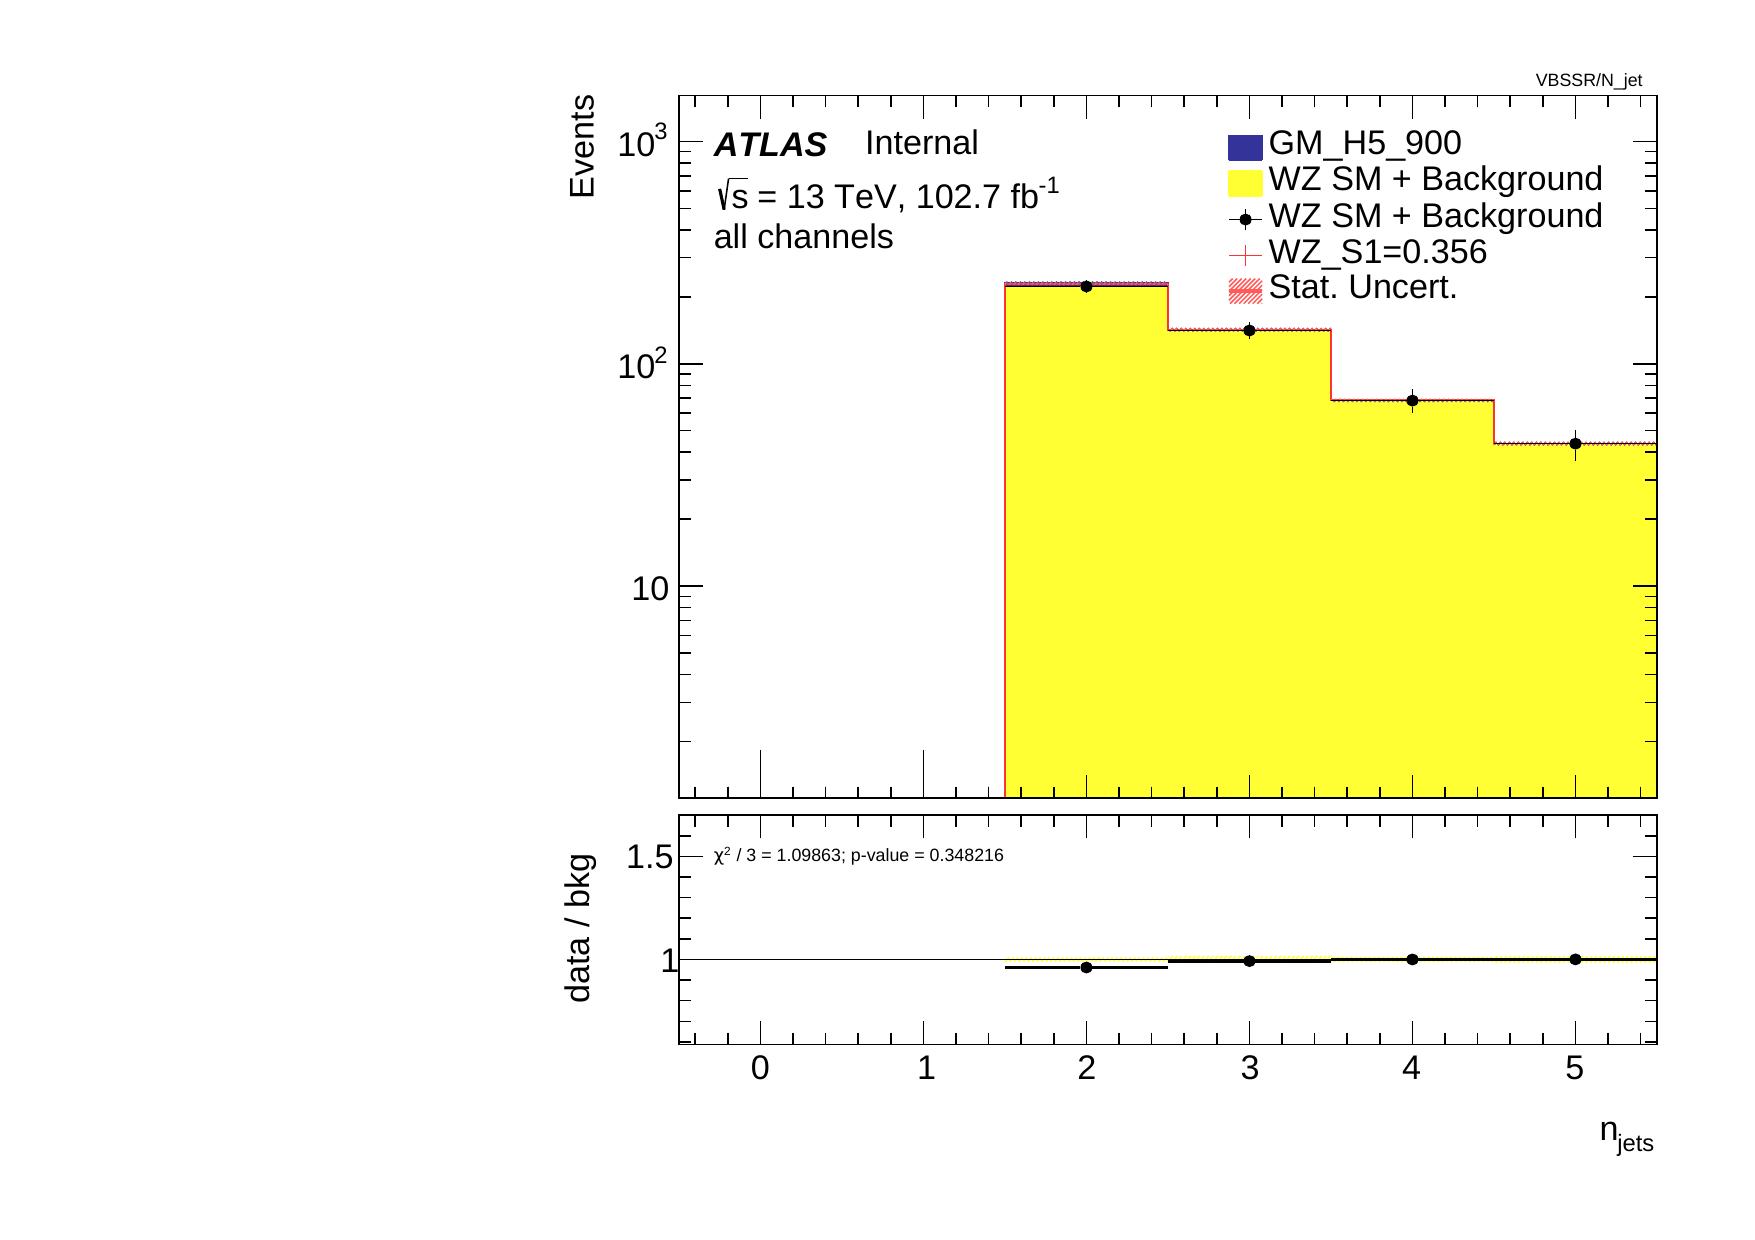 VBSSR/N_jet
Events
10³
10²
10
ATLAS Internal
√s = 13 TeV, 102.7 fb⁻¹
all channels
GM_H5_900
WZ SM + Background
WZ SM + Background
WZ_S1=0.356
Stat. Uncert.
data / bkg
1.5
1
χ² / 3 = 1.09863; p-value = 0.348216
0 1 2 3 4 5
n_jets